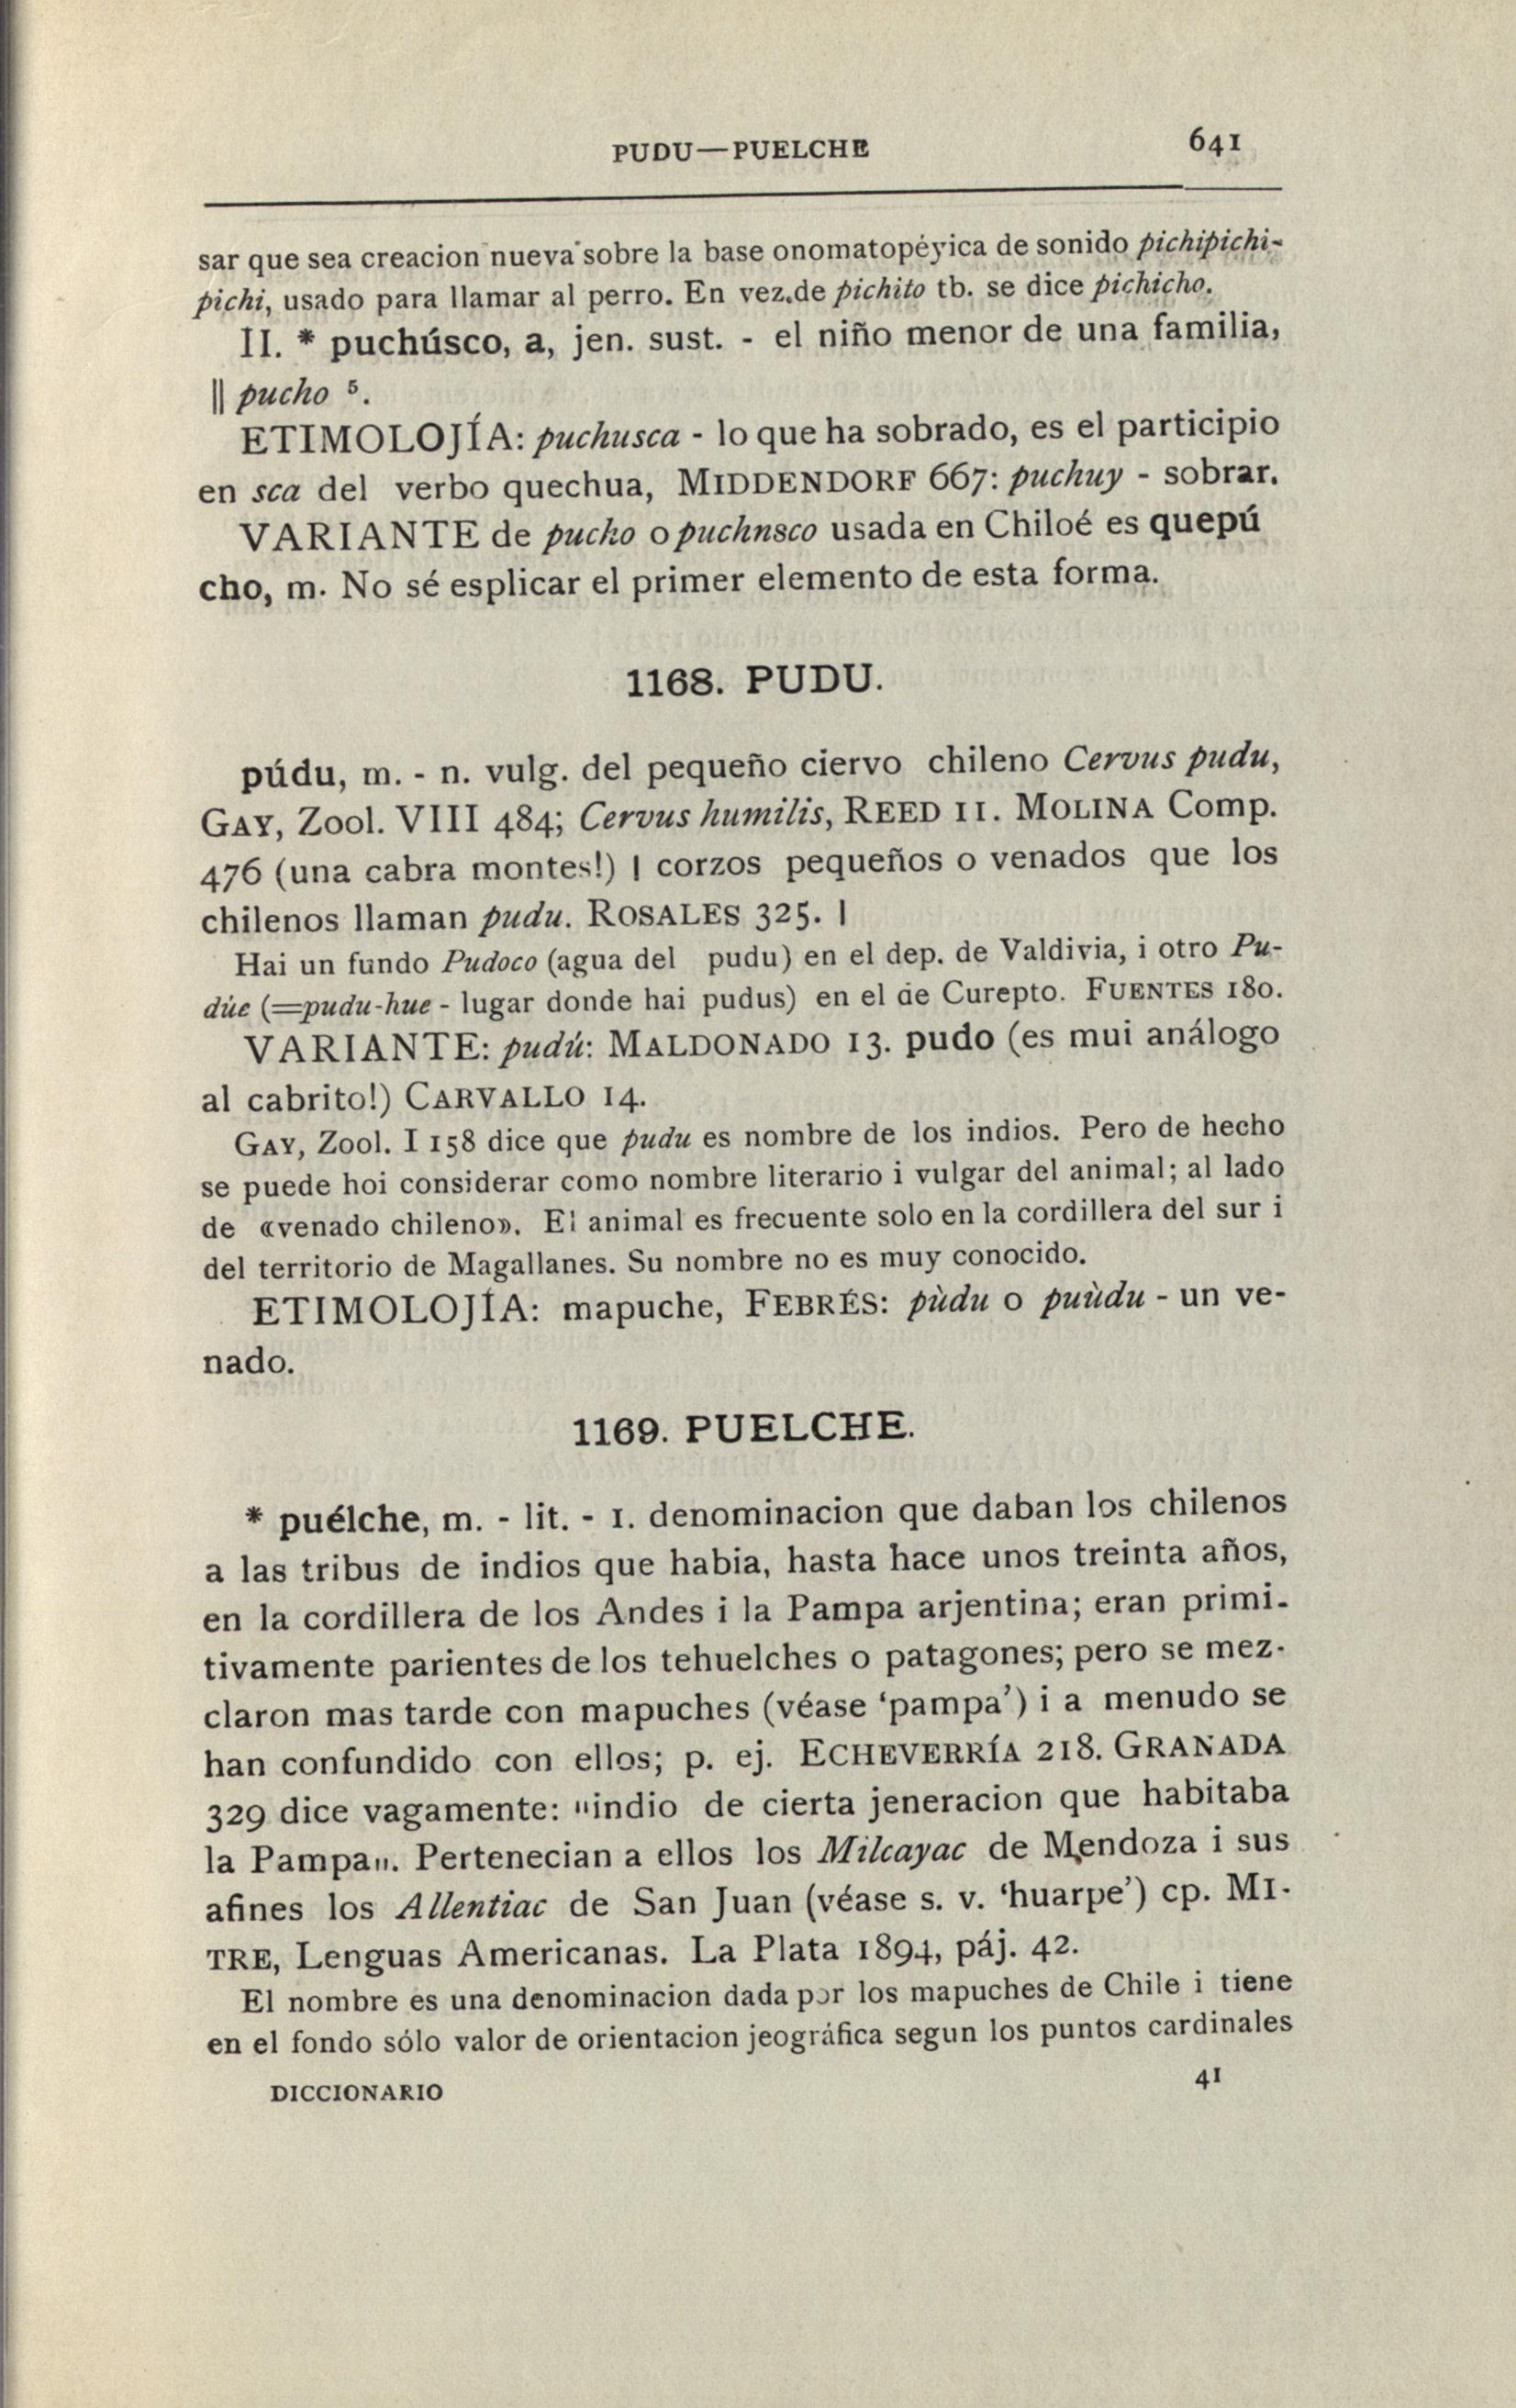 PUDU—PUELCHE 641
sar que sea creacion nueva sobre la base onomatopéyica de sonido pichipichi-
pichi, usado para llamar al perro. En vez.de pichito tb. se dice pichicho.
II. * puchúsco, a, jen. sust. - el niño menor de una familia,
|| pucho ⁵.
ETIMOLOJÍA: puchusca - lo que ha sobrado, es el participio
en sca del verbo quechua, MIDDENDORF 667: puchuy - sobrar.
VARIANTE de pucho o puchnsco usada en Chiloé es quepú
cho, m. No sé esplicar el primer elemento de esta forma.
1168. PUDU.
púdu, m. - n. vulg. del pequeño ciervo chileno Cervus pudu,
GAY, Zool. VIII 484; Cervus humilis, REED 11. MOLINA Comp.
476 (una cabra montes!) | corzos pequeños o venados que los
chilenos llaman pudu. ROSALES 325. |
Hai un fundo Pudoco (agua del pudu) en el dep. de Valdivia, i otro Pu-
dúe (=pudu-hue - lugar donde hai pudus) en el de Curepto. FUENTES 180.
VARIANTE: pudú: MALDONADO 13. pudo (es mui análogo
al cabrito!) CARVALLO 14.
GAY, Zool. I 158 dice que pudu es nombre de los indios. Pero de hecho
se puede hoi considerar como nombre literario i vulgar del animal; al lado
de «venado chileno». El animal es frecuente solo en la cordillera del sur i
del territorio de Magallanes. Su nombre no es muy conocido.
ETIMOLOJÍA: mapuche, FEBRÉS: pùdu o puùdu - un ve-
nado.
1169. PUELCHE.
* puélche, m. - lit. - 1. denominacion que daban los chilenos
a las tribus de indios que habia, hasta hace unos treinta años,
en la cordillera de los Andes i la Pampa arjentina; eran primi-
tivamente parientes de los tehuelches o patagones; pero se mez-
claron mas tarde con mapuches (véase ‘pampa’) i a menudo se
han confundido con ellos; p. ej. ECHEVERRÍA 218. GRANADA
329 dice vagamente: "indio de cierta jeneracion que habitaba
la Pampa". Pertenecian a ellos los Milcayac de Mendoza i sus
afines los Allentiac de San Juan (véase s. v. ‘huarpe’) cp. MI-
TRE, Lenguas Americanas. La Plata 1894, páj. 42.
El nombre es una denominacion dada por los mapuches de Chile i tiene
en el fondo sólo valor de orientacion jeográfica segun los puntos cardinales
DICCIONARIO 41